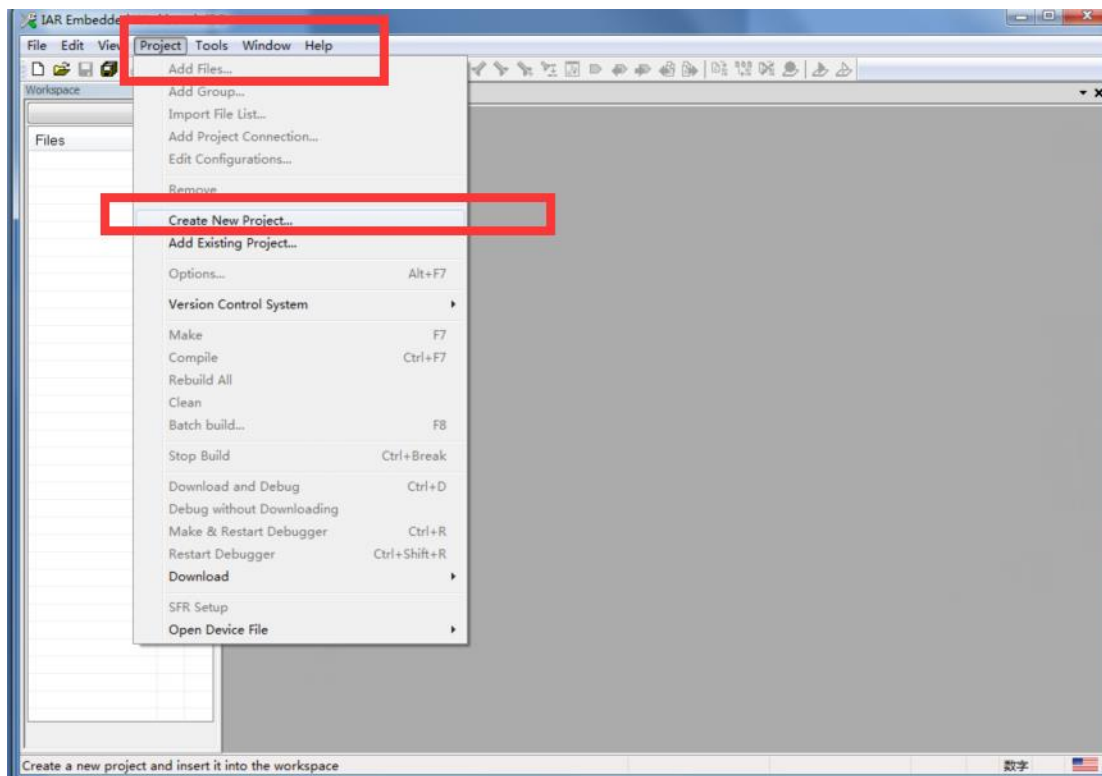 IAR Embedde
File Edit View Project Tools Window Help
Workspace
Files
Add Files...
Add Group...
Import File List...
Add Project Connection...
Edit Configurations...
Remove
Create New Project...
Add Existing Project...
Options... Alt+F7
Version Control System
Make F7
Compile Ctrl+F7
Rebuild All
Clean
Batch build... F8
Stop Build Ctrl+Break
Download and Debug Ctrl+D
Debug without Downloading
Make & Restart Debugger Ctrl+R
Restart Debugger Ctrl+Shift+R
Download
SFR Setup
Open Device File
Create a new project and insert it into the workspace 数字